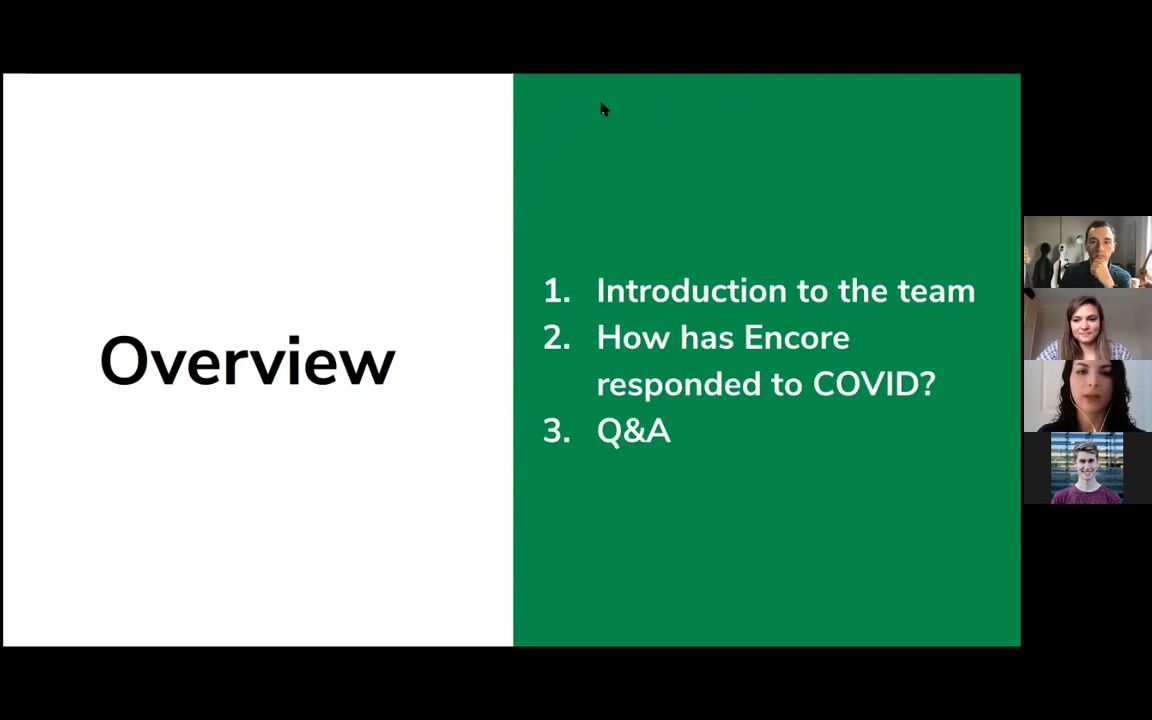 Overview
1. Introduction to the team
2. How has Encore
responded to COVID?
3. Q&A